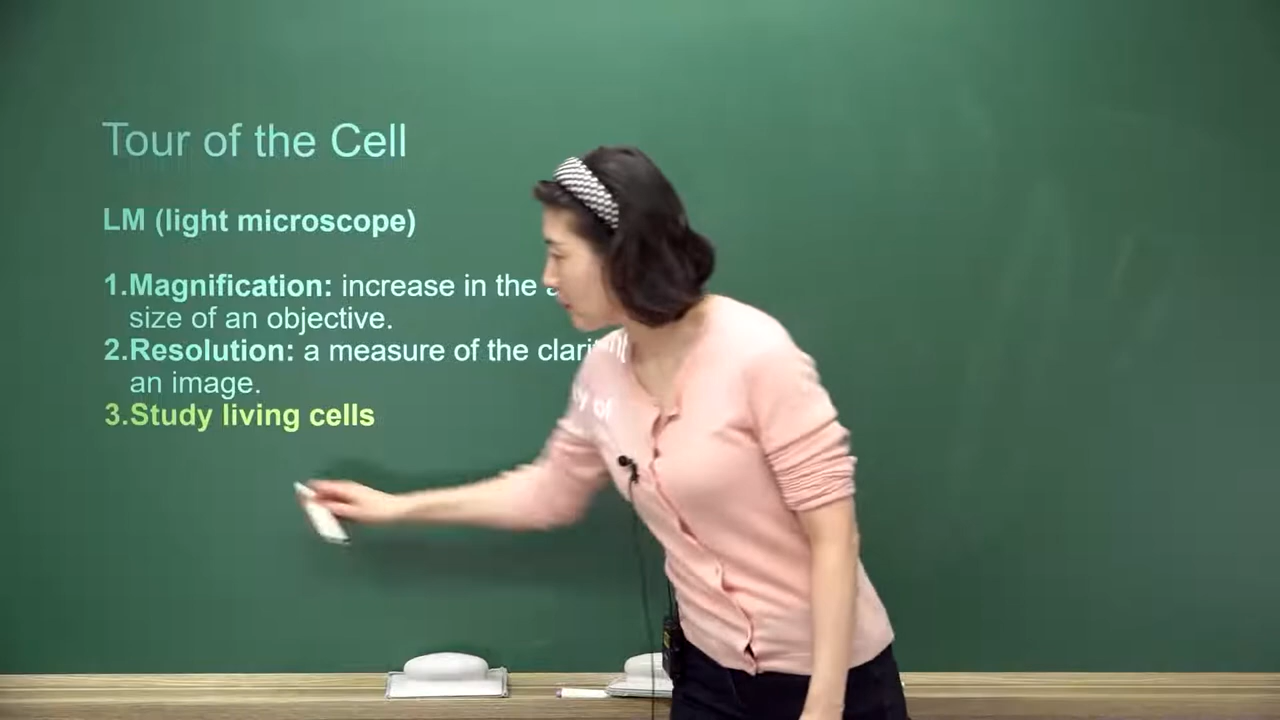 Tour of the Cell
LM (light microscope)
1.Magnification: increase in the
size of an objective.
2.Resolution: a measure of the
an image.
3.Study living cells